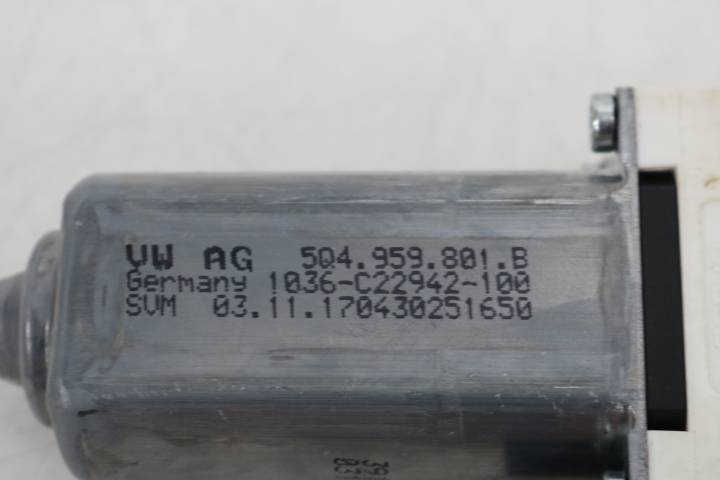 VW AG 5Q4.959.801.B
Germany 1036-C22942-100
SVM 03.11.170430251650